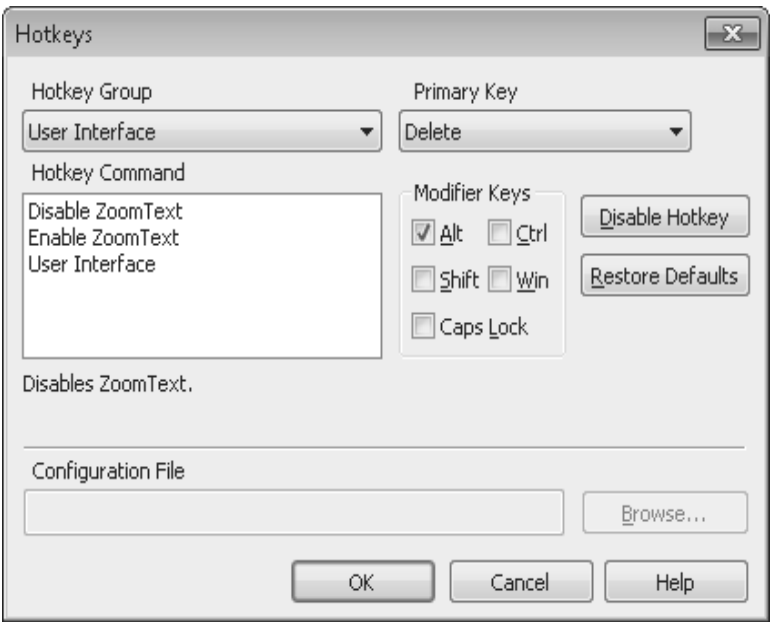 Hotkeys
Hotkey Group
Primary Key
User Interface
Delete
Hotkey Command
Disable ZoomText
Enable ZoomText
User Interface
Modifier Keys
Alt Ctrl
Shift Win
Caps Lock
Disable Hotkey
Restore Defaults
Disables ZoomText.
Configuration File
Browse...
OK
Cancel
Help